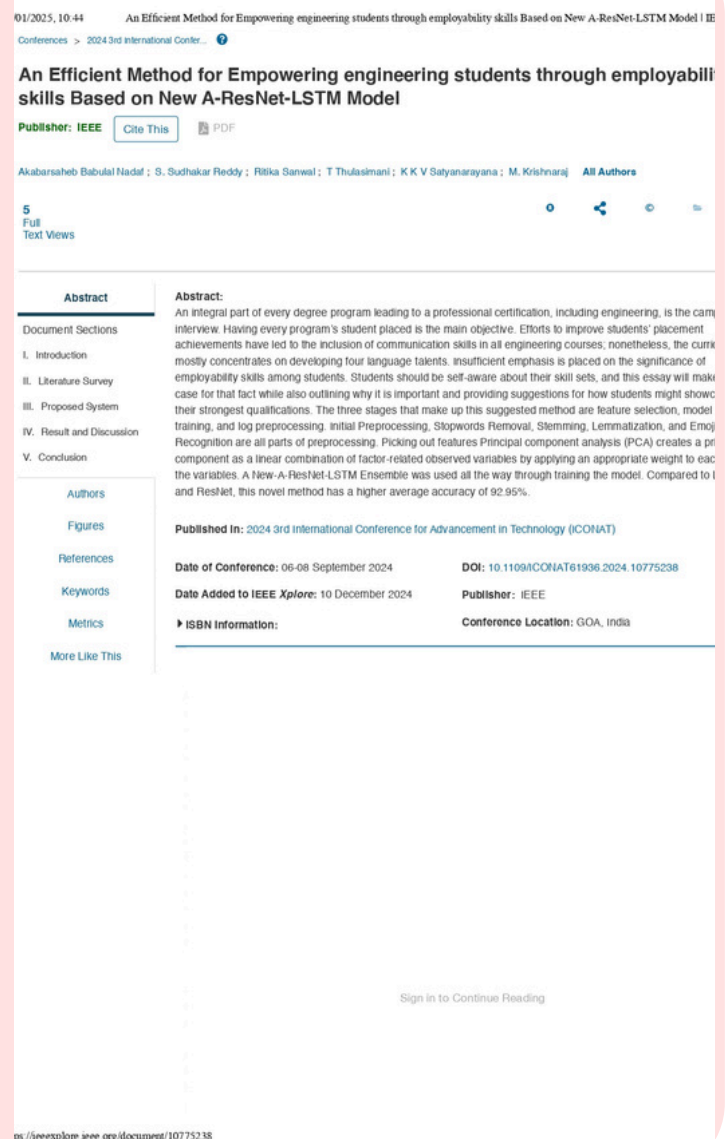 01/2025, 10:44 An Efficient Method for Empowering engineering students through employability skills Based on New A-ResNet-LSTM Model | IE
Conferences > 2024 3rd International Confer... ?
An Efficient Method for Empowering engineering students through employabili
skills Based on New A-ResNet-LSTM Model
Publisher: IEEE Cite This PDF
Akabarsaheb Babulal Nadaf ; S. Sudhakar Reddy ; Ritika Sanwal ; T Thulasimani ; K K V Satyanarayana ; M. Krishnaraj All Authors
5
Full
Text Views
Abstract
Document Sections
I. Introduction
II. Literature Survey
III. Proposed System
IV. Result and Discussion
V. Conclusion
Authors
Figures
References
Keywords
Metrics
More Like This
Abstract:
An integral part of every degree program leading to a professional certification, including engineering, is the cam
interview. Having every program's student placed is the main objective. Efforts to improve students' placement
achievements have led to the inclusion of communication skills in all engineering courses; nonetheless, the curri
mostly concentrates on developing four language talents. Insufficient emphasis is placed on the significance of
employability skills among students. Students should be self-aware about their skill sets, and this essay will make
case for that fact while also outlining why it is important and providing suggestions for how students might showc
their strongest qualifications. The three stages that make up this suggested method are feature selection, model
training, and log preprocessing. Initial Preprocessing, Stopwords Removal, Stemming, Lemmatization, and Emoj
Recognition are all parts of preprocessing. Picking out features Principal component analysis (PCA) creates a pri
component as a linear combination of factor-related observed variables by applying an appropriate weight to eac
the variables. A New-A-ResNet-LSTM Ensemble was used all the way through training the model. Compared to
and ResNet, this novel method has a higher average accuracy of 92.95%.
Published In: 2024 3rd International Conference for Advancement in Technology (ICONAT)
Date of Conference: 06-08 September 2024 DOI: 10.1109/ICONAT61936.2024.10775238
Date Added to IEEE Xplore: 10 December 2024 Publisher: IEEE
ISBN Information: Conference Location: GOA, India
Sign in to Continue Reading
ps://ieeexplore.ieee.org/document/10775238